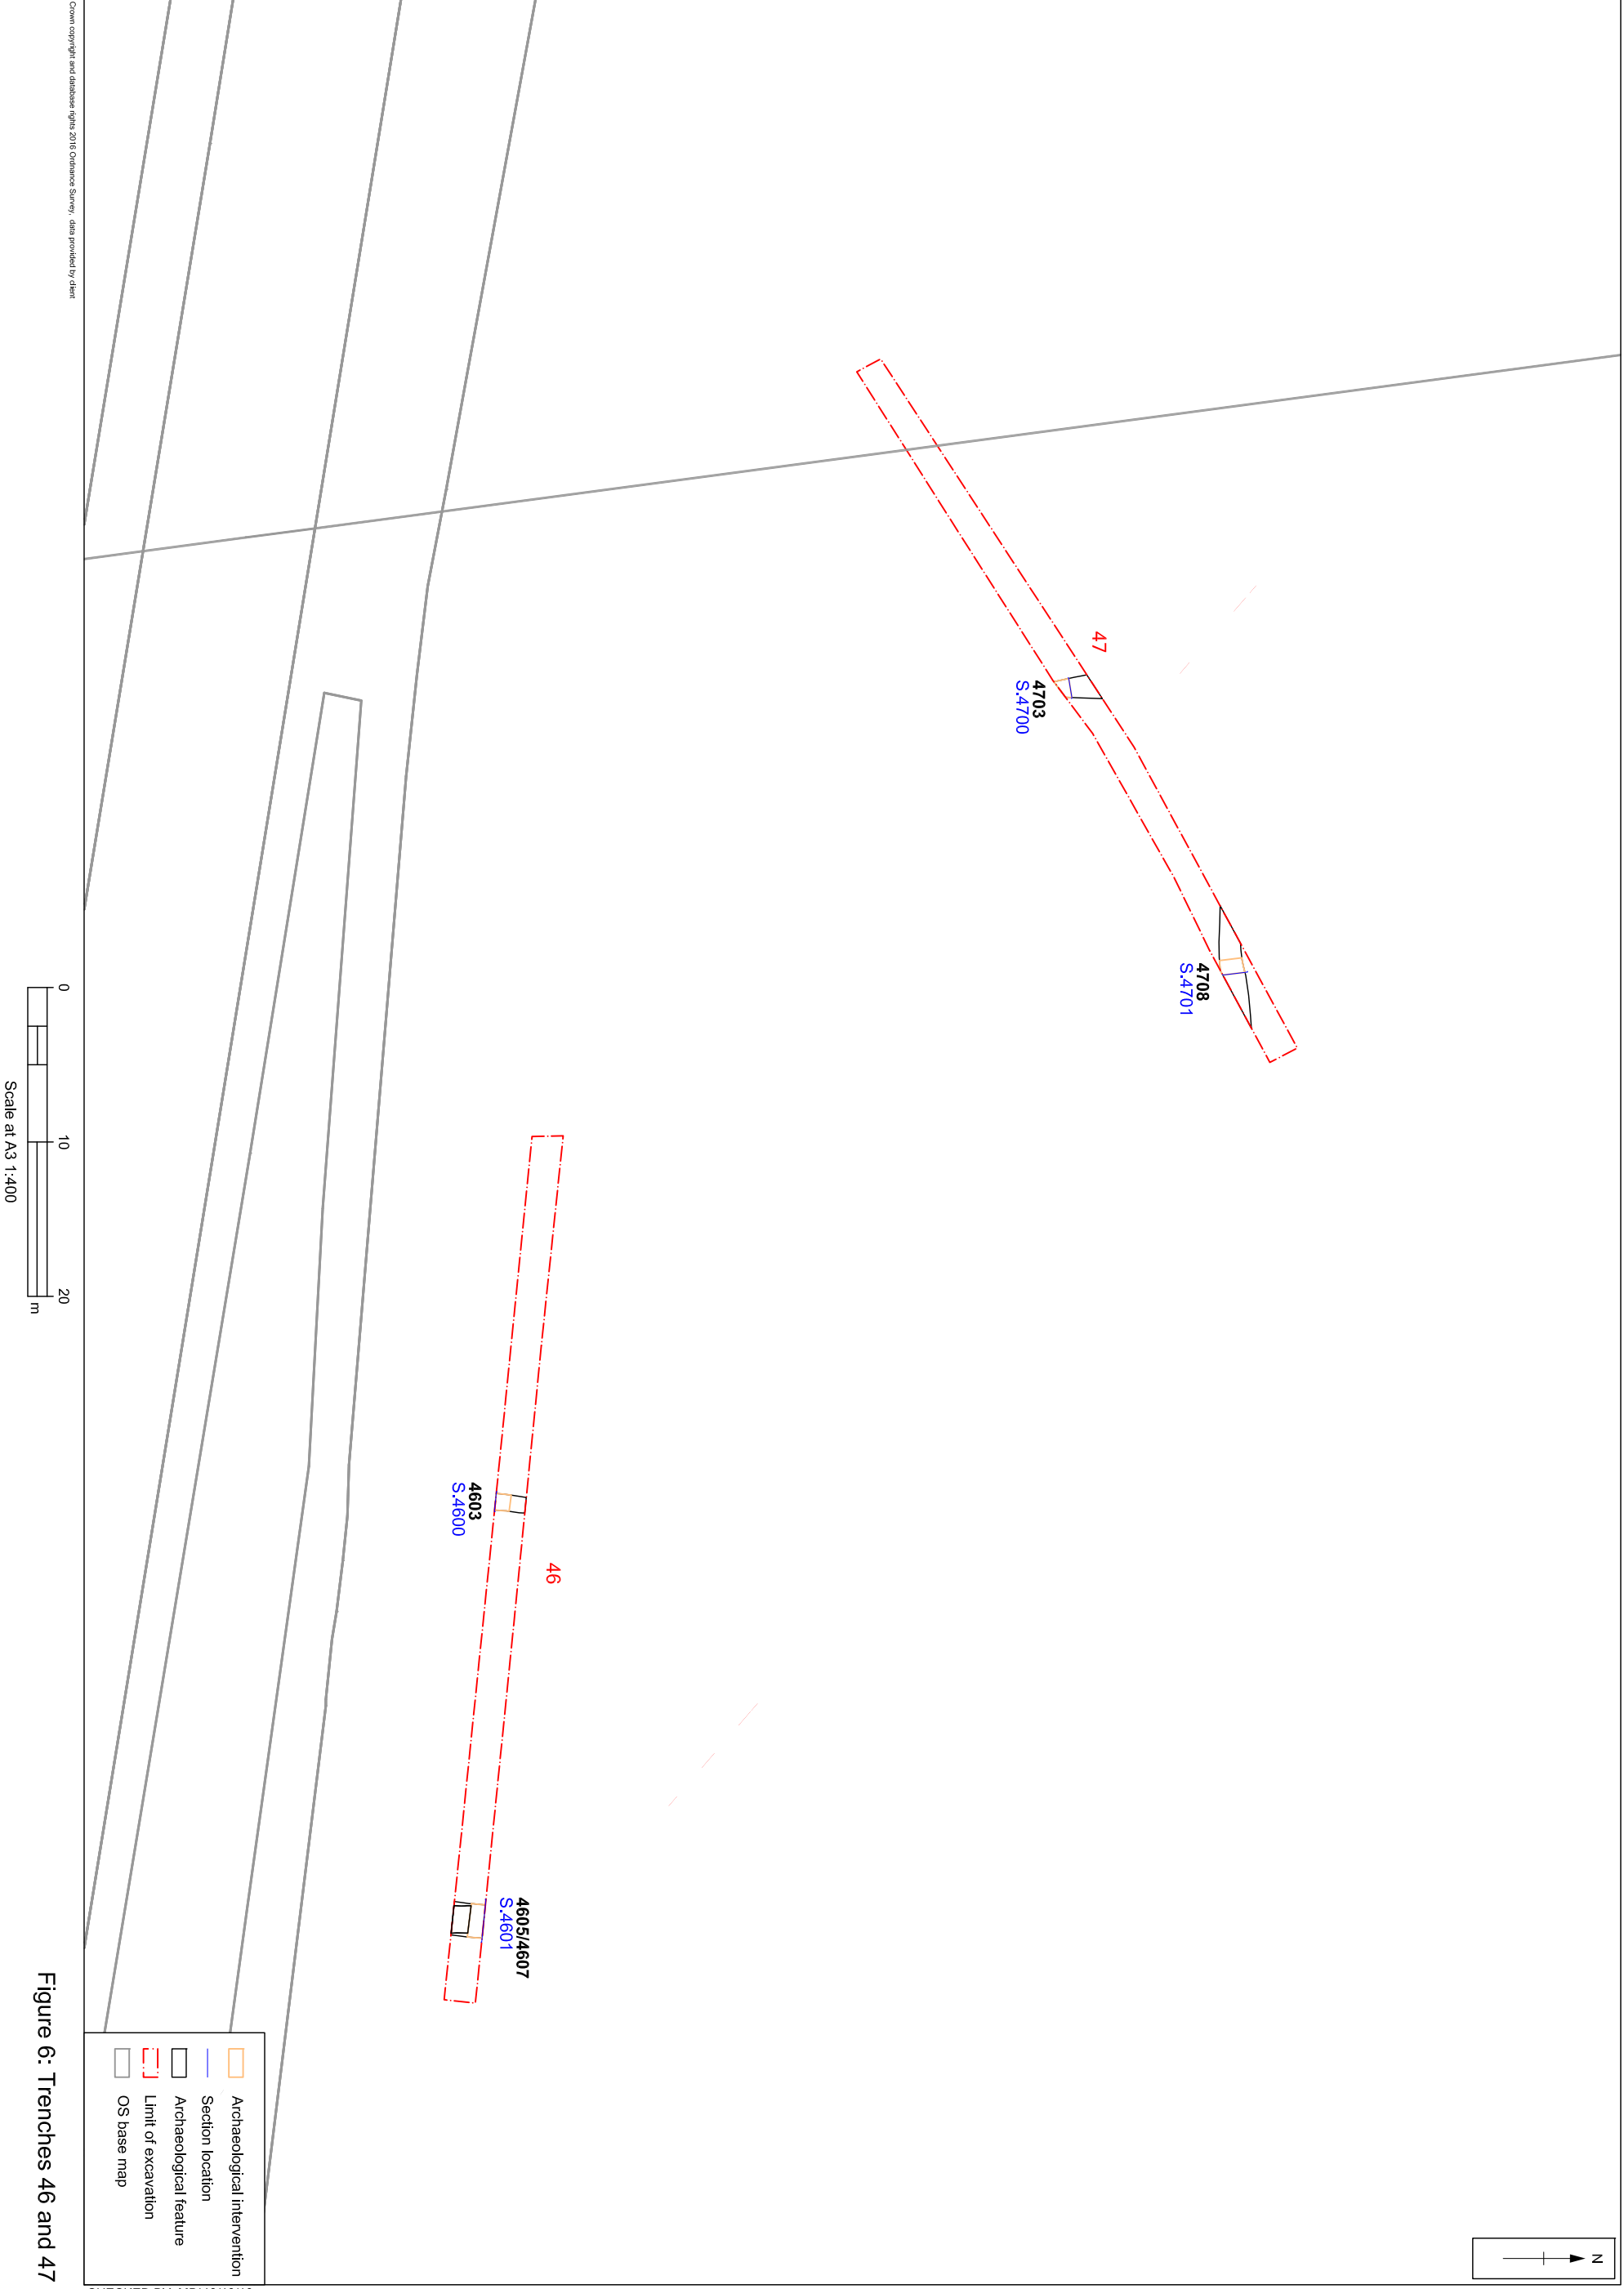 N
47
4703
S.4700
4708
S.4701
46
4603
S.4600
4605/4607
S.4601
Archaeological intervention
Section location
Archaeological feature
Limit of excavation
OS base map
Crown copyright and database rights 2016 Ordnance Survey, data provided by client
0
10
20
m
Scale at A3 1:400
Figure 6: Trenches 46 and 47